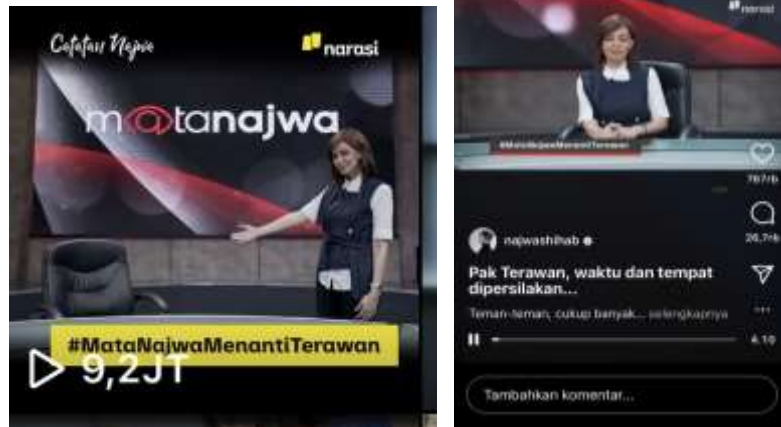 Catatan Najwa
narasi
matanajwa
#MataNajwaMenantiTerawan
9,2JT
narasi
#MataNajwaMenantiTerawan
787rb
26,7rb
najwashihab
Pak Terawan, waktu dan tempat
dipersilakan...
Teman-teman, cukup banyak... selengkapnya
4.10
Tambahkan komentar...